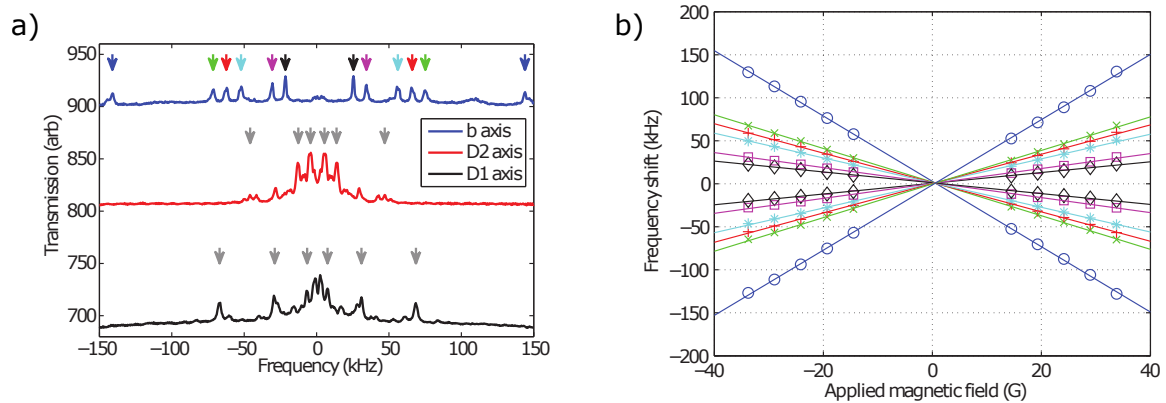 a)
950
900
850
800
750
700
Transmission (arb)
b axis
D2 axis
D1 axis
−150 −100 −50 0 50 100 150
Frequency (kHz)
b)
200
150
100
50
0
−50
−100
−150
−200
Frequency shift (kHz)
−40 −20 0 20 40
Applied magnetic field (G)